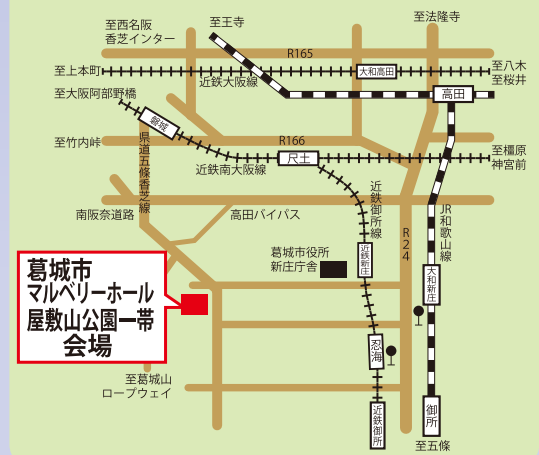 至西名阪
香芝インター
至王寺
至法隆寺
R165
至上本町
近鉄大阪線
大和高田
至八木
至桜井
至大阪阿部野橋
高田
磐城
R166
至竹内峠
県道五條香芝線
近鉄南大阪線
尺土
至橿原
神宮前
南阪奈道路
高田バイパス
近鉄御所線
R24
JR和歌山線
葛城市役所
新庄庁舎
近鉄新庄
大和新庄
葛城市
マルベリーホール
屋敷山公園一帯
会場
忍海
至葛城山
ロープウェイ
近鉄御所
御所
至五條